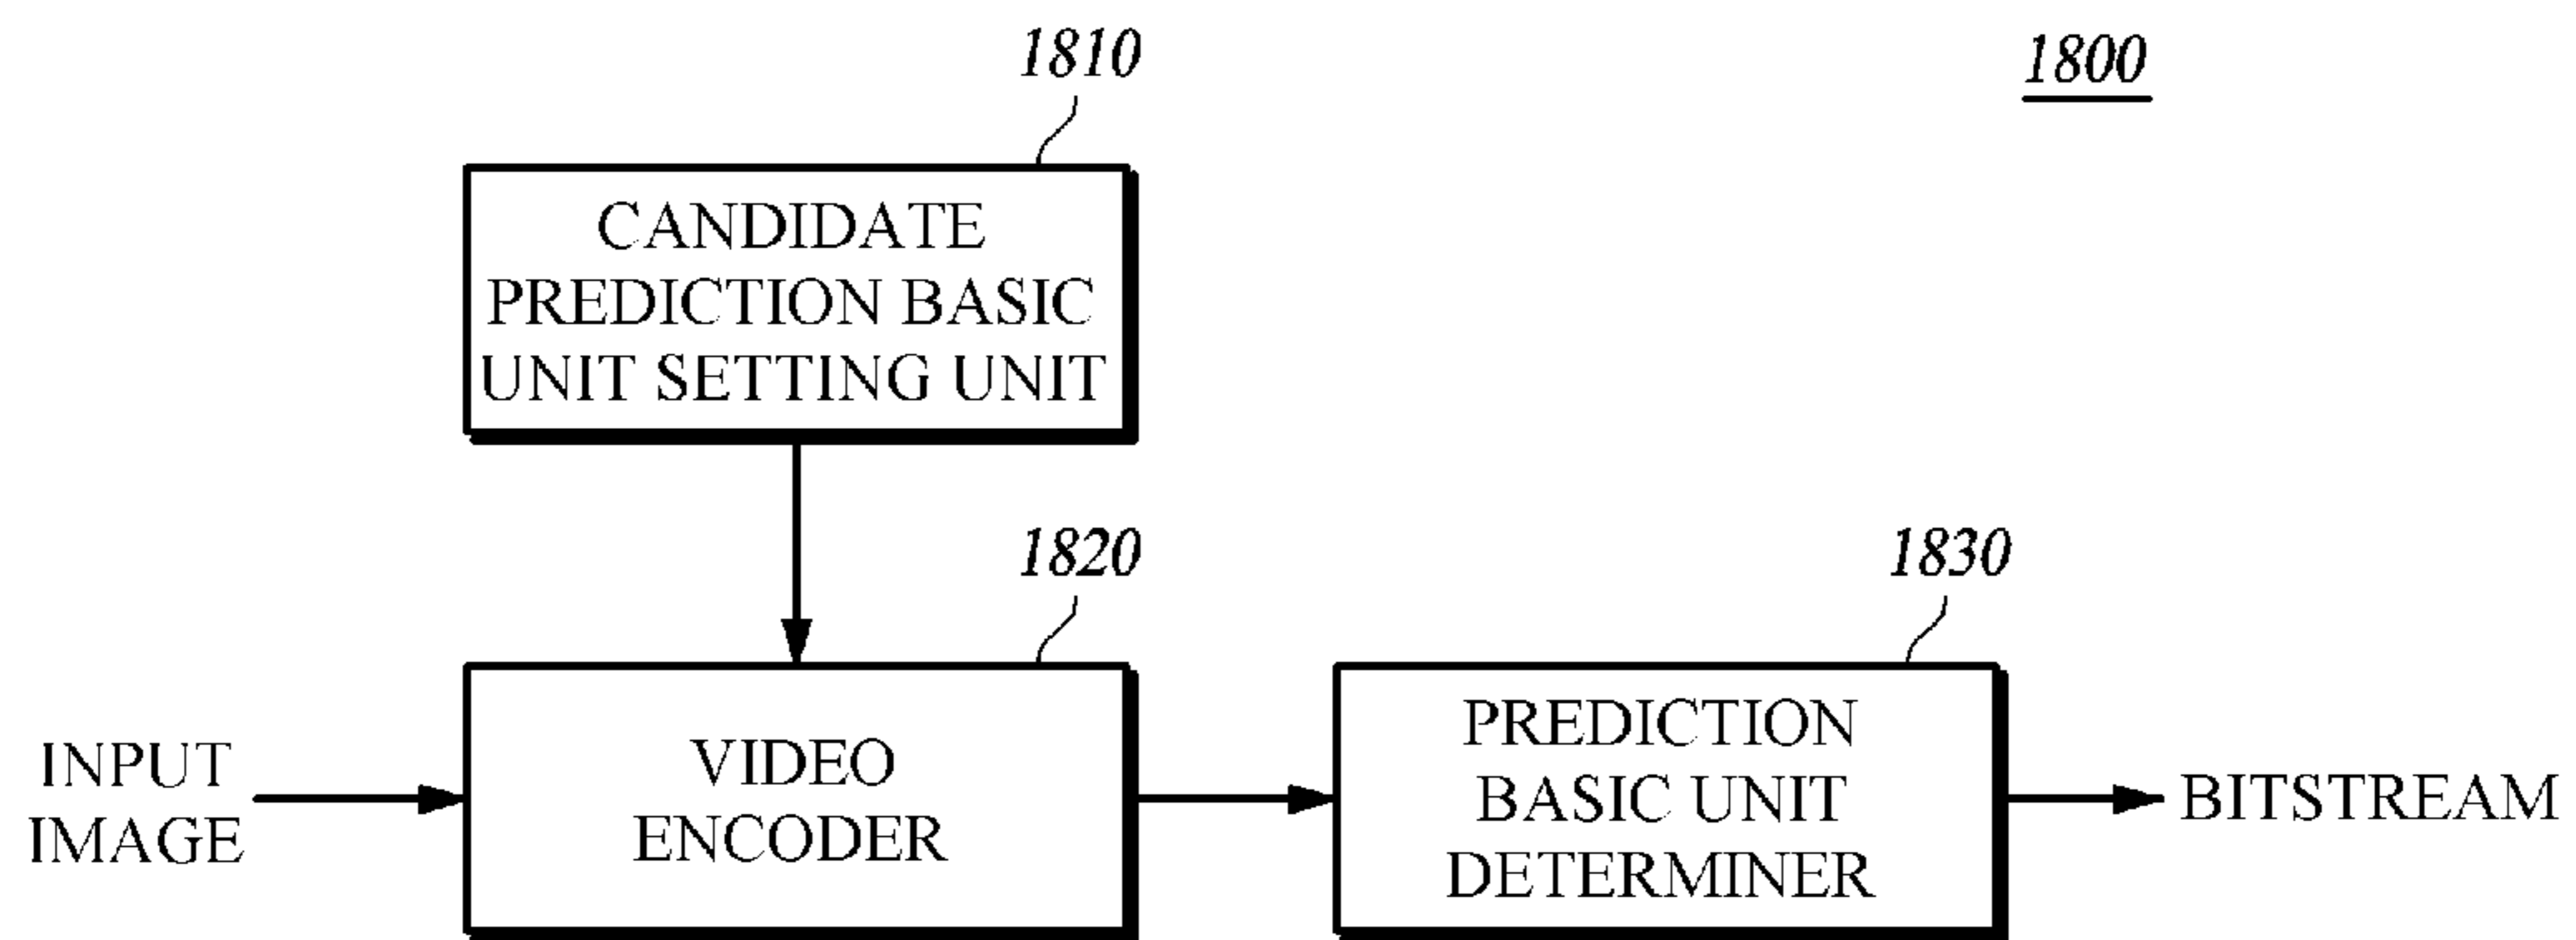 1810
1800
CANDIDATE
PREDICTION BASIC
UNIT SETTING UNIT
1820
1830
INPUT
IMAGE
VIDEO
ENCODER
PREDICTION
BASIC UNIT
DETERMINER
BITSTREAM